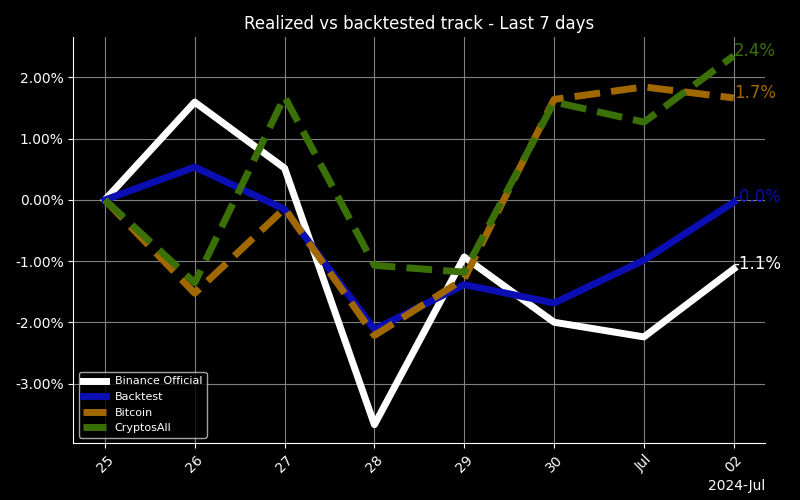 Realized vs backtested track - Last 7 days
2.4%
2.00%
1.7%
1.00%
0.00%
0.0%
-1.00%
-1.1%
-2.00%
-3.00%
Binance Official
Backtest
Bitcoin
CryptosAll
25
26
27
28
29
30
Jul
02
2024-Jul